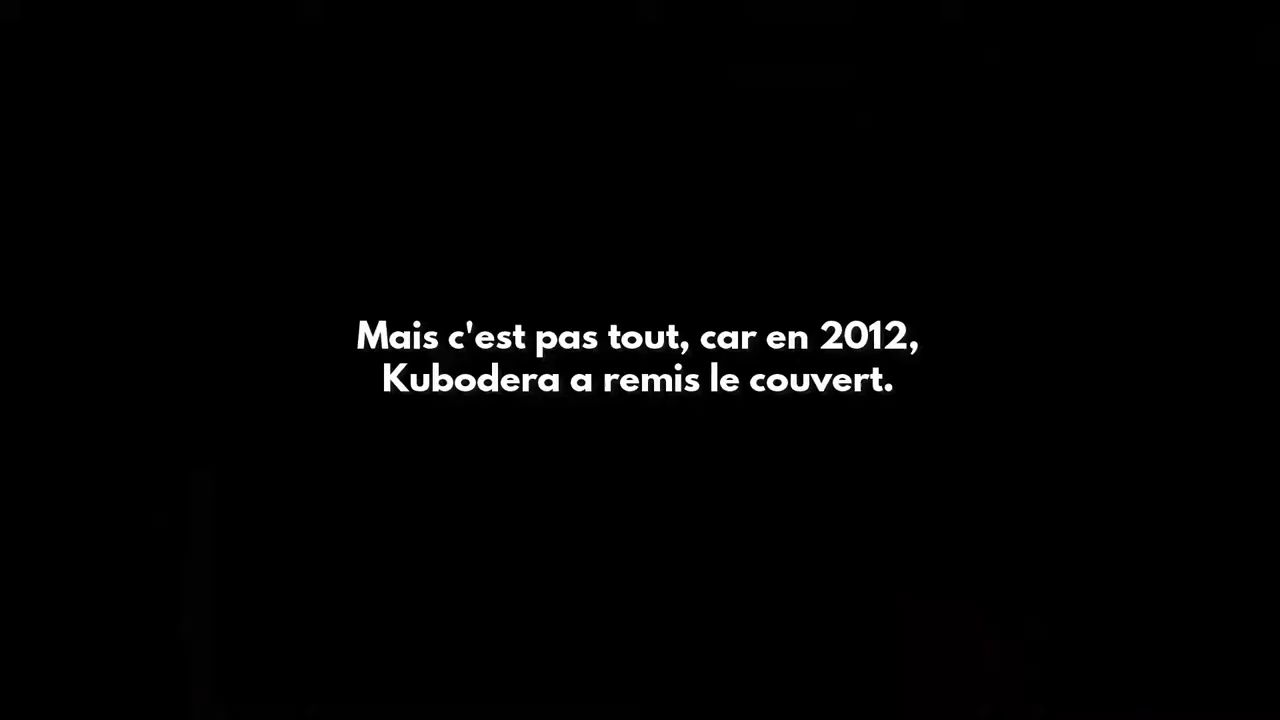 Mais c'est pas tout, car en 2012,
Kubodera a remis le couvert.